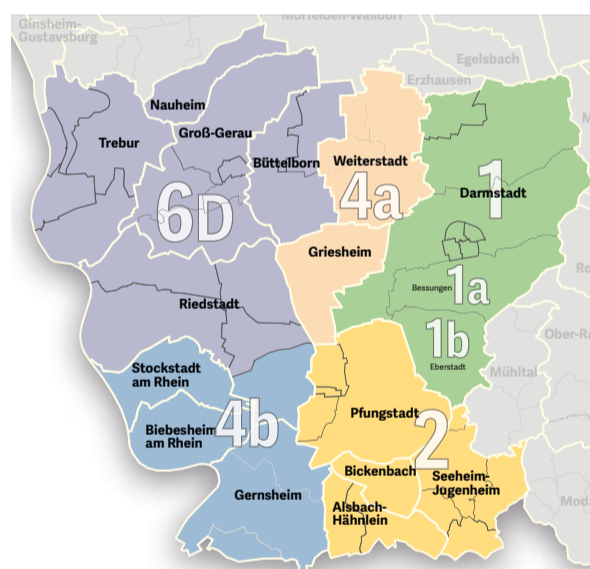 Ginsheim-
Gustavsburg
Mörfelden-Walldorf
Egelsbach
Erzhausen
Nauheim
Trebur
Groß-Gerau
Büttelborn
Weiterstadt
4a
1
Darmstadt
6D
Griesheim
Bessungen
1a
Riedstadt
1b
Eberstadt
Ober-Ra
Mühltal
Stockstadt
am Rhein
Biebesheim
am Rhein
4b
Pfungstadt
2
Bickenbach
Seeheim-
Jugenheim
Gernsheim
Alsbach-
Hähnlein
Ro
Moda